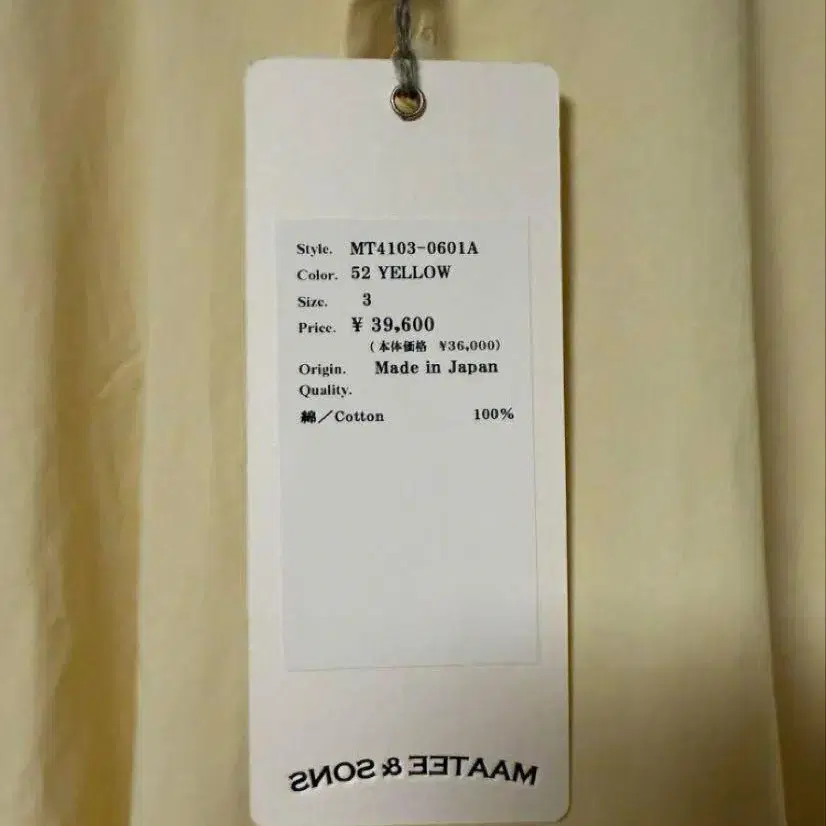 Style. MT4103-0601A
Color. 52 YELLOW
Size. 3
Price. ¥ 39,600
(本体価格 ¥36,000)
Origin. Made in Japan
Quality.
綿／Cotton 100%
MAATEE & SONS